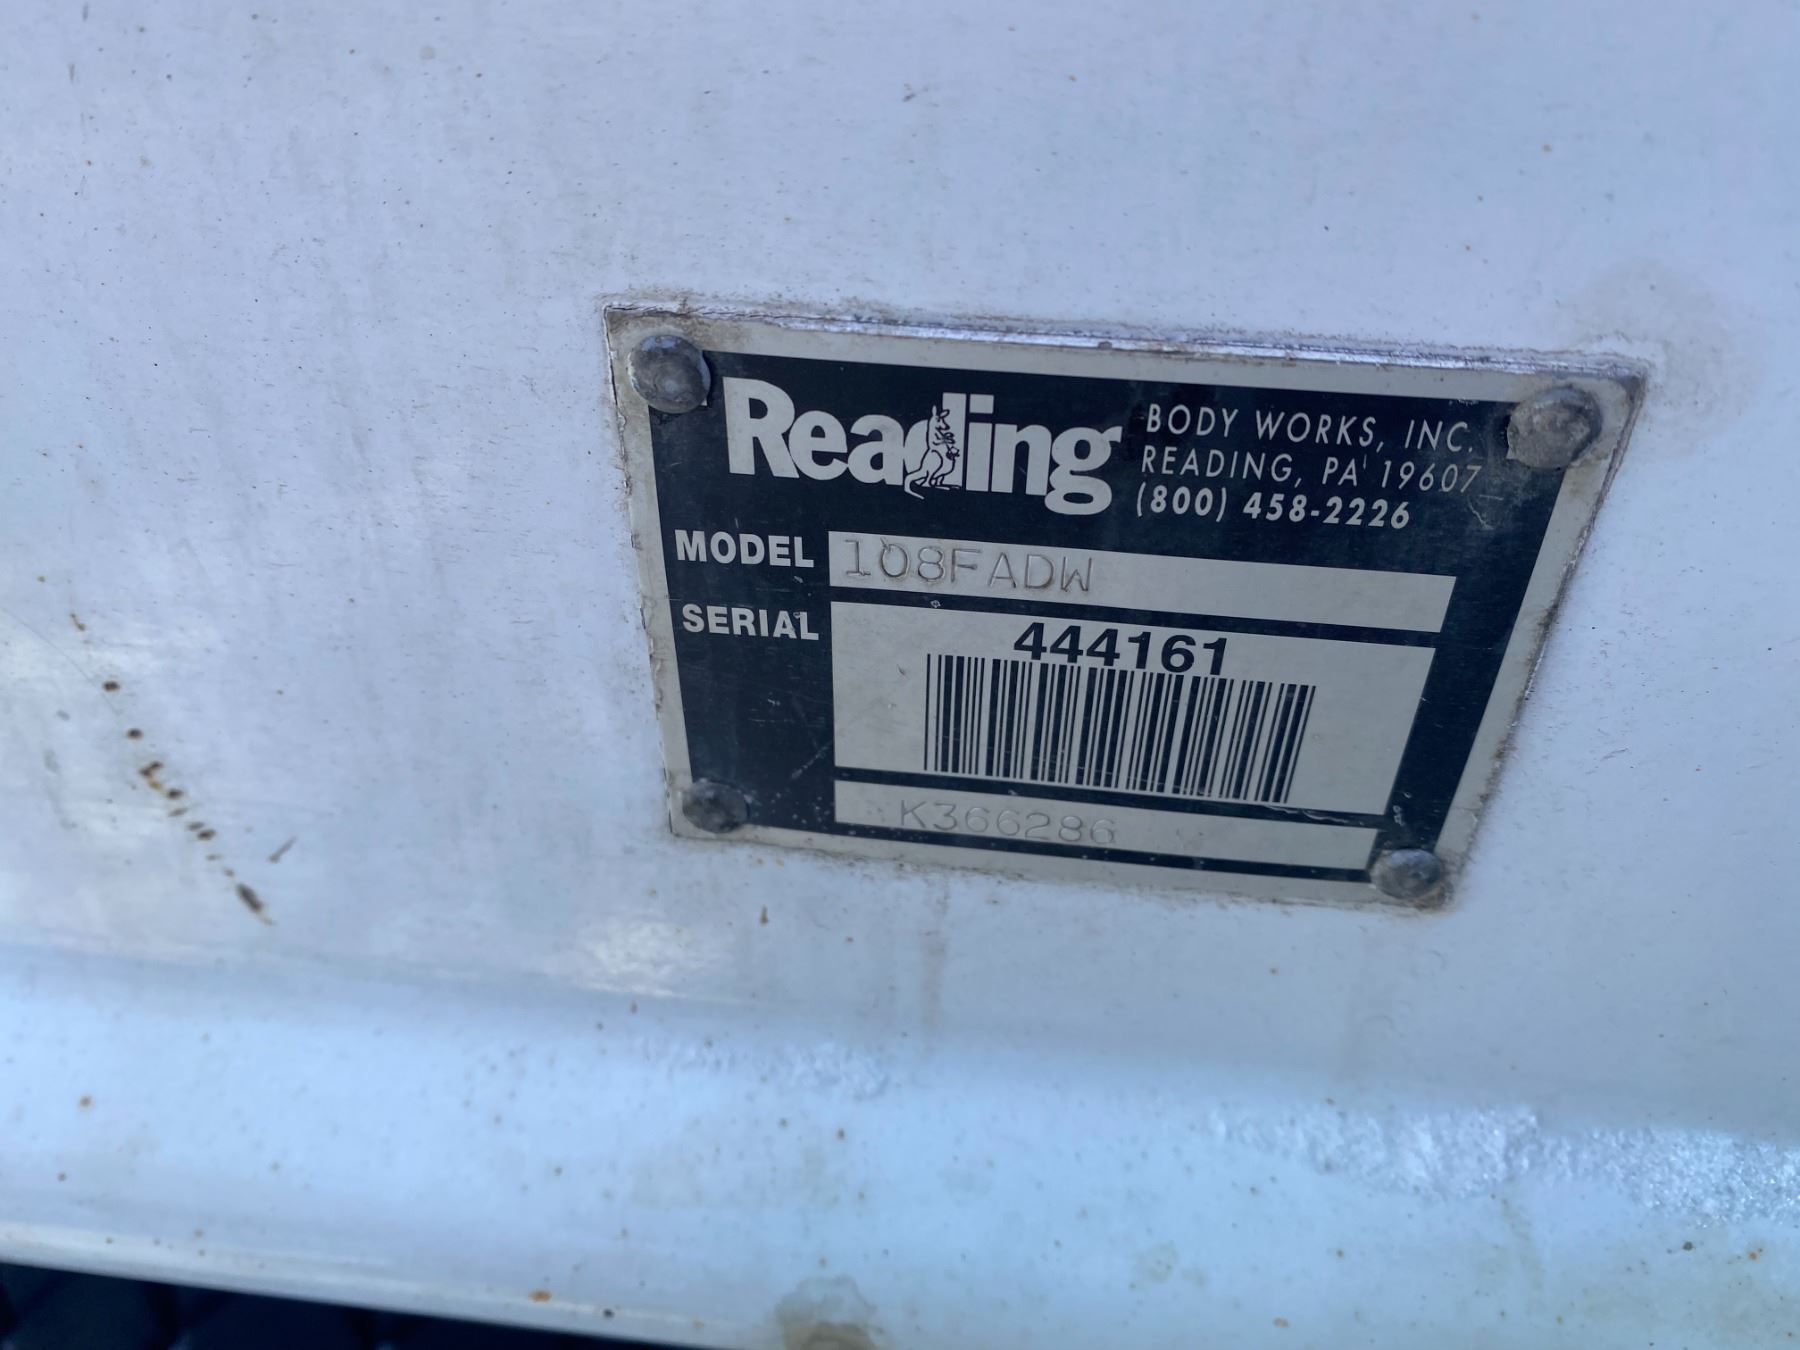 Reading
BODY WORKS, INC.
READING, PA 19607
(800) 458-2226
MODEL 108FADW
SERIAL 444161
K366286